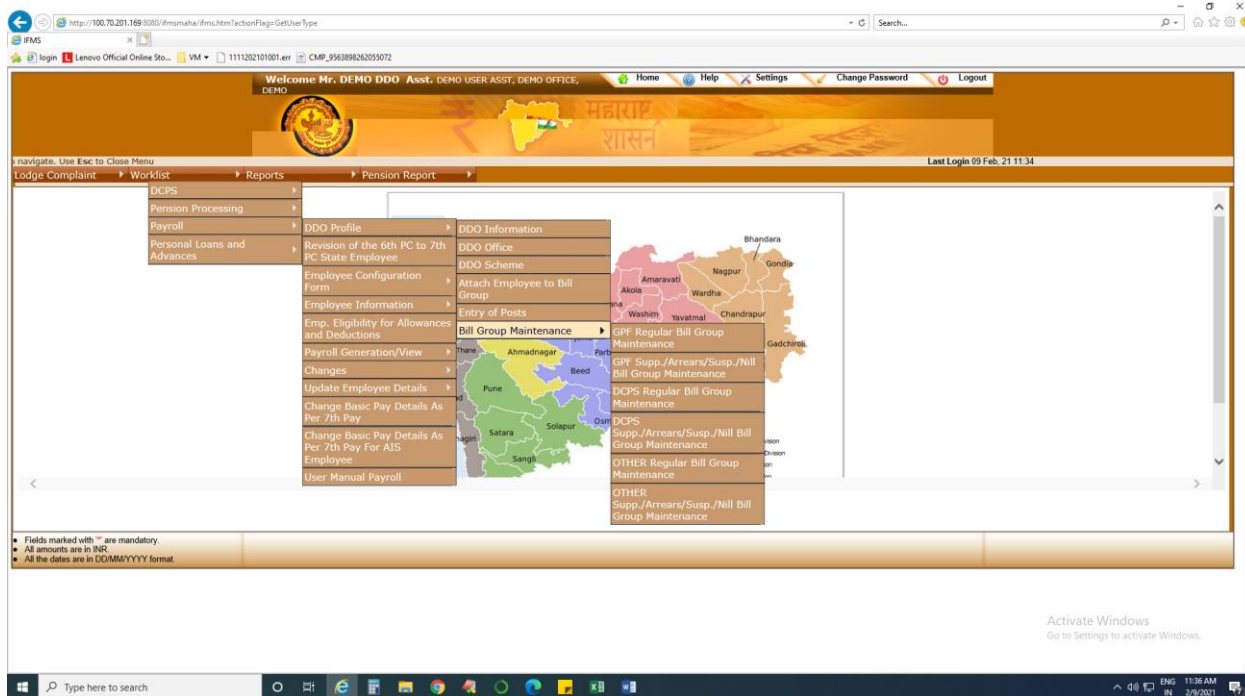 http://100.70.201.169:8080/ifmsmaha/ifms.htm?actionFlag=GetUserType
Search...
IFMS
login
Lenovo Official Online Sto...
VM
1111202101001.err
CMP_9563898262055072
Welcome Mr. DEMO DDO Asst. DEMO USER ASST, DEMO OFFICE,
DEMO
Home
Help
Settings
Change Password
Logout
महाराष्ट्र
शासन
navigate. Use Esc to Close Menu
Last Login 09 Feb, 21 11:34
Lodge Complaint
Worklist
Reports
Pension Report
DCPS
Pension Processing
Payroll
Personal Loans and
Advances
DDO Profile
Revision of the 6th PC to 7th
PC State Employee
Employee Configuration
Form
Employee Information
Emp. Eligibility for Allowances
and Deductions
Payroll Generation/View
Changes
Update Employee Details
Change Basic Pay Details As
Per 7th Pay
Change Basic Pay Details As
Per 7th Pay For AIS
Employee
User Manual Payroll
DDO Information
DDO Office
DDO Scheme
Attach Employee to Bill
Group
Entry of Posts
Bill Group Maintenance
GPF Regular Bill Group
Maintenance
GPF Supp./Arrears/Susp./Nill
Bill Group Maintenance
DCPS Regular Bill Group
Maintenance
DCPS
Supp./Arrears/Susp./Nill Bill
Group Maintenance
OTHER Regular Bill Group
Maintenance
OTHER
Supp./Arrears/Susp./Nill Bill
Group Maintenance
Bhandara
Gondia
Nagpur
Amaravati
Akola
Wardha
Washim
Yavatmal
Chandrapur
Gadchiroli
Thane
Ahmadnagar
Parb
Beed
Pune
Osm
Solapur
Satara
nagiri
Sangli
vision
Division
ion
Fields marked with * are mandatory.
All amounts are in INR.
All the dates are in DD/MM/YYYY format.
Activate Windows
Go to Settings to activate Windows.
Type here to search
ENG
IN
11:36 AM
2/9/2021